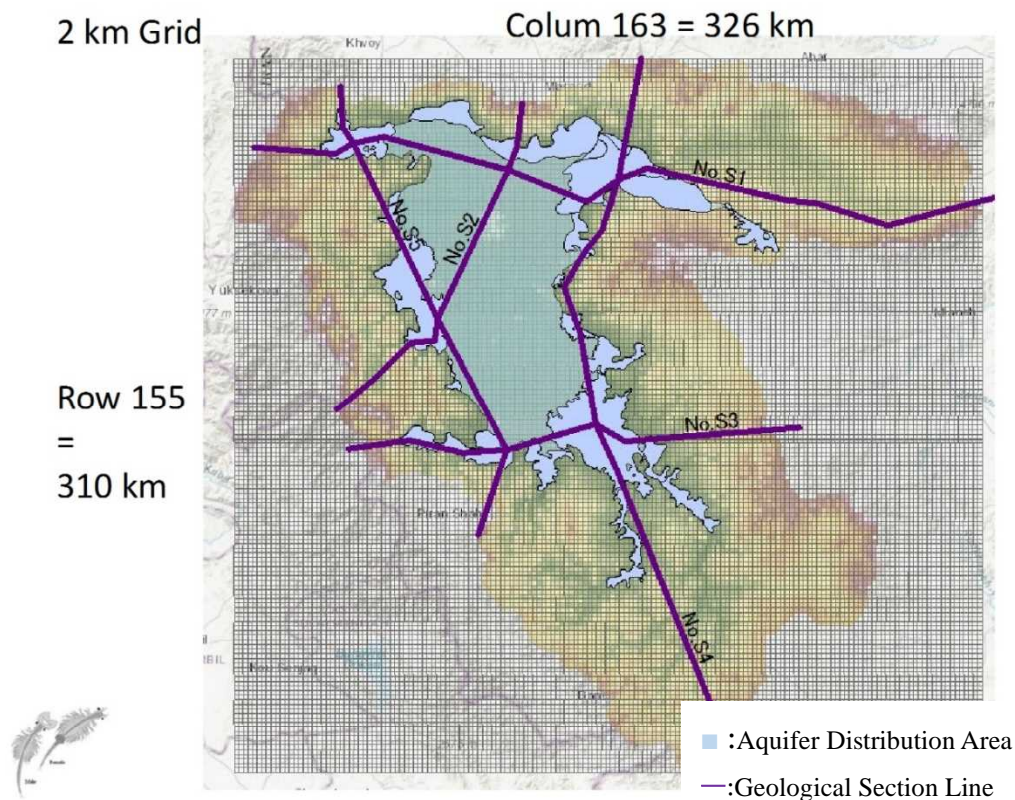 2 km Grid
Colum 163 = 326 km
Khvoy
Ahar
No.S1
No.S5
No.S2
Row 155
=
310 km
No.S3
Piran Shah
No.S4
:Aquifer Distribution Area
:Geological Section Line